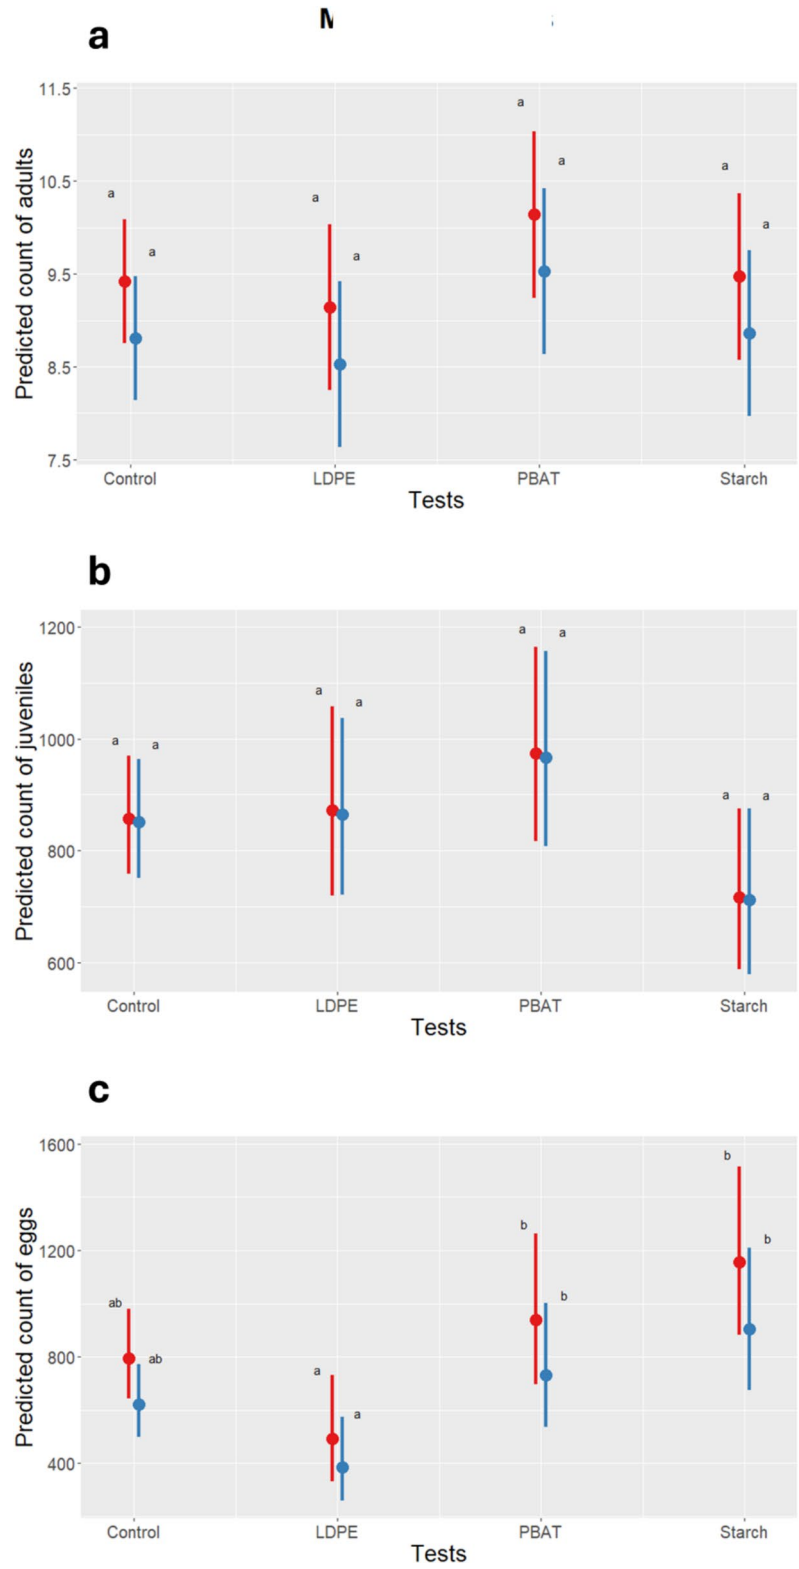 a
11.5
10.5
9.5
8.5
7.5
Predicted count of adults
a
a
a
a
a
a
a
a
Control
LDPE
PBAT
Starch
Tests
b
1200
1000
800
600
Predicted count of juveniles
a
a
a
a
a
a
a
a
Control
LDPE
PBAT
Starch
Tests
c
1600
1200
800
400
Predicted count of eggs
ab
ab
a
a
b
b
b
b
Control
LDPE
PBAT
Starch
Tests